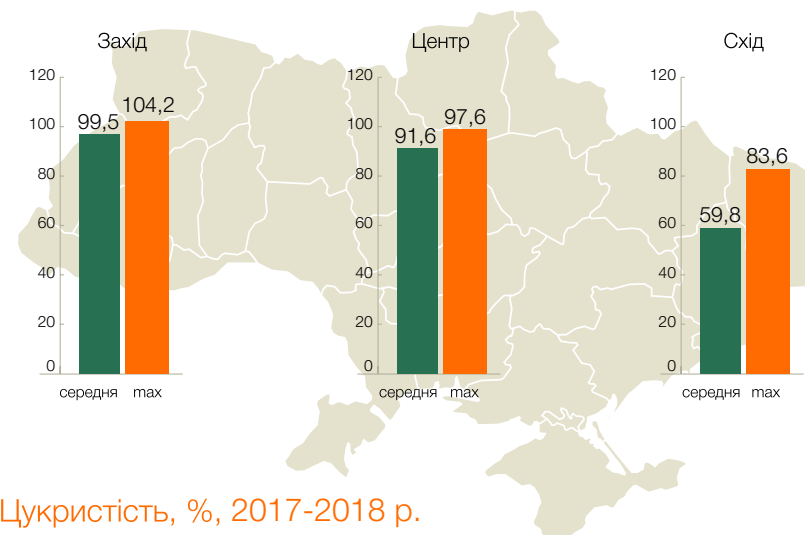 Захід
120
100
80
60
40
20
0
99,5
104,2
середня
max
Центр
120
100
80
60
40
20
0
91,6
97,6
середня
max
Схід
120
100
80
60
40
20
0
59,8
83,6
середня
max
Цукристість, %, 2017-2018 р.